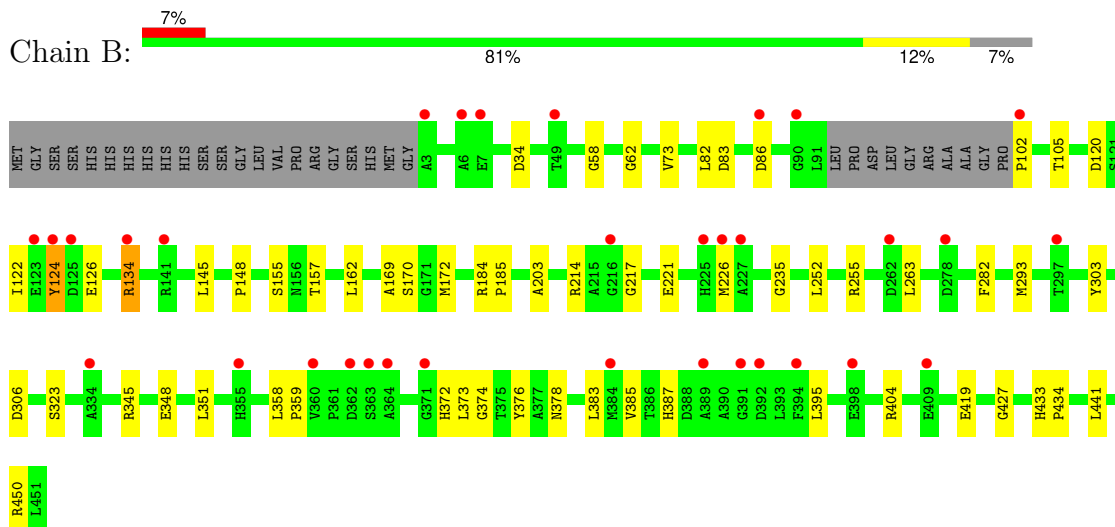 7%
Chain B:
81% 12% 7%
MET GLY SER SER HIS HIS HIS HIS HIS HIS SER SER GLY LEU VAL PRO ARG GLY SER HIS MET GLY A3 A6 E7 D34 T49 G58 G62 V73 L82 D83 D86 G90 L91 LEU PRO ASP LEU GLY ARG ALA ALA GLY PRO P102 T105 D120 S121
I122 E123 Y124 D125 E126 R134 R141 L145 P148 S155 N156 T157 L162 A169 S170 G171 M172 R184 P185 A203 R214 A215 G216 G217 E221 H225 M226 A227 G235 L252 R255 D262 L263 D278 F282 M293 T297 Y303
D306 S323 A334 R345 E348 L351 H355 L358 P359 V360 P361 D362 S363 A364 G371 H372 L373 G374 T375 Y376 A377 N378 L383 M384 V385 T386 H387 D388 A389 A390 G391 D392 L393 F394 L395 E398 R404 E409 E419 G427 H433 P434 L441
R450 L451